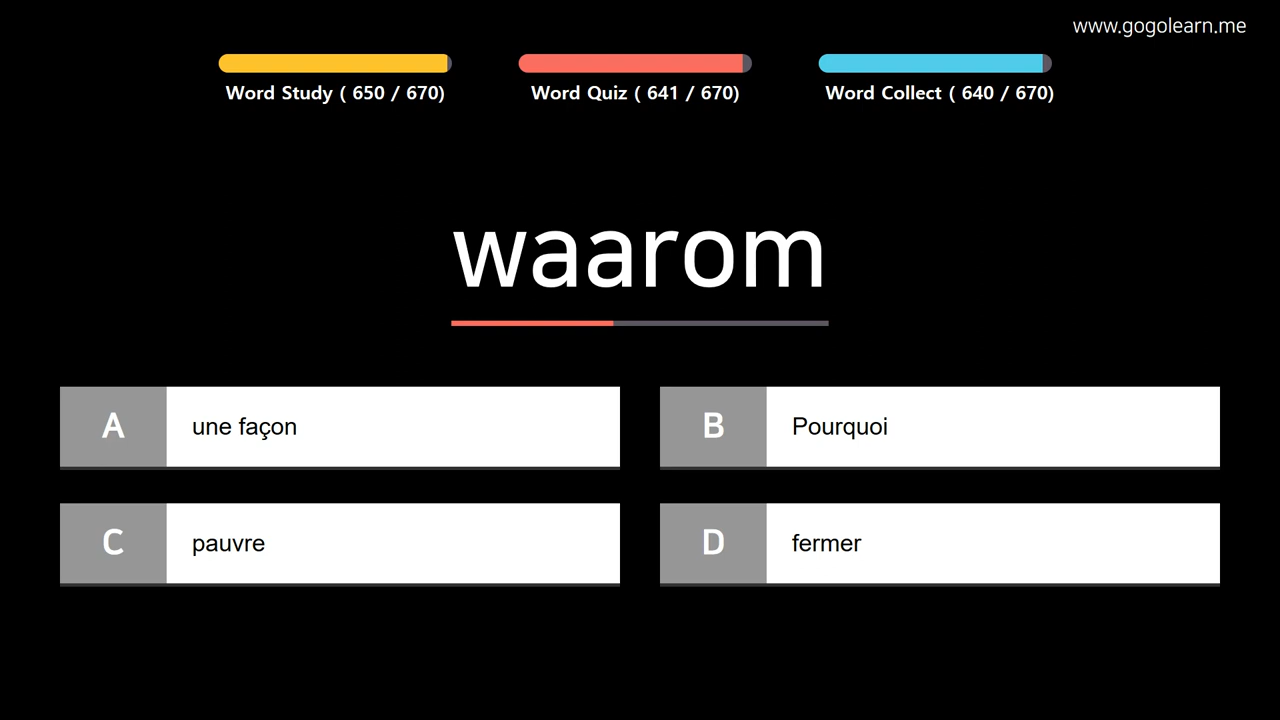 www.gogolearn.me
Word Study ( 650 / 670)
Word Quiz ( 641 / 670)
Word Collect ( 640 / 670)
waarom
A
une façon
B
Pourquoi
C
pauvre
D
fermer